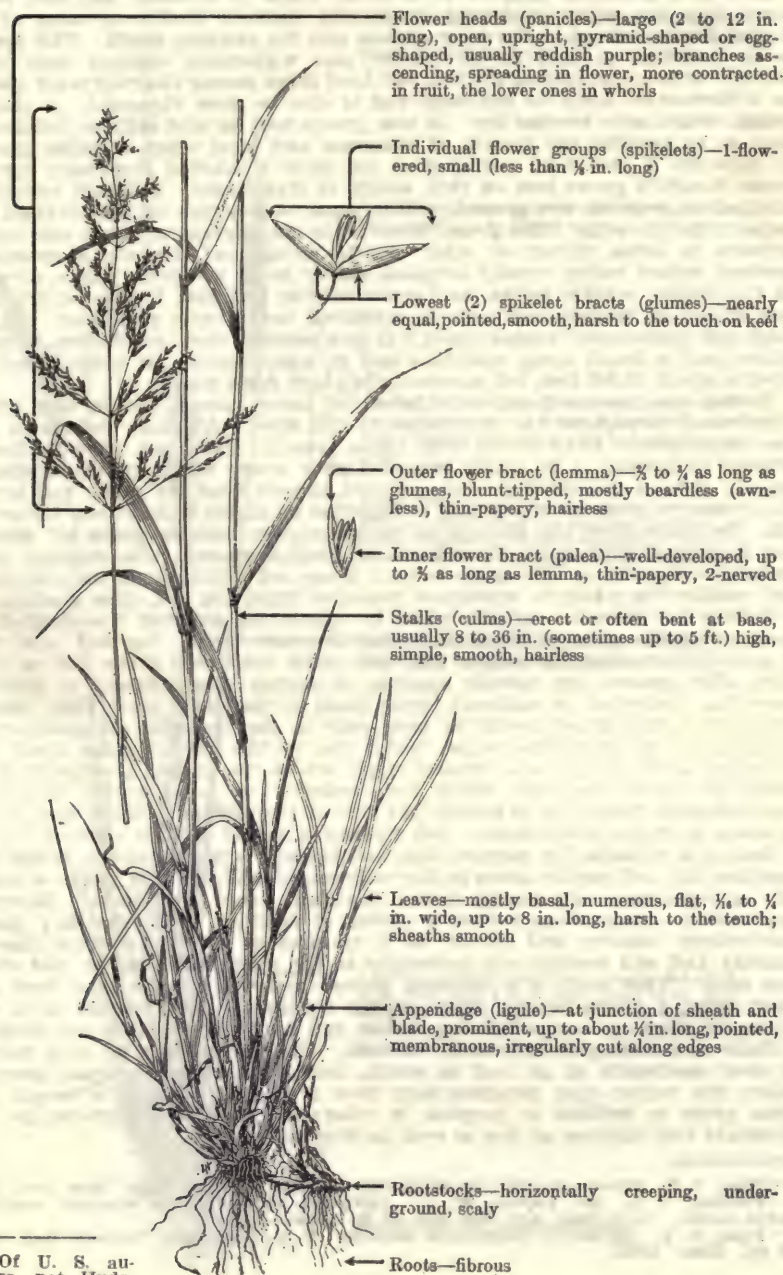 Flower heads (panicles)—large (2 to 12 in.
long), open, upright, pyramid-shaped or egg-
shaped, usually reddish purple; branches as-
cending, spreading in flower, more contracted
in fruit, the lower ones in whorls
Individual flower groups (spikelets)—1-flow-
ered, small (less than ⅛ in. long)
Lowest (2) spikelet bracts (glumes)—nearly
equal, pointed, smooth, harsh to the touch on keel
Outer flower bract (lemma)—⅔ to ¾ as long as
glumes, blunt-tipped, mostly beardless (awn-
less), thin-papery, hairless
Inner flower bract (palea)—well-developed, up
to ⅔ as long as lemma, thin-papery, 2-nerved
Stalks (culms)—erect or often bent at base,
usually 8 to 36 in. (sometimes up to 5 ft.) high,
simple, smooth, hairless
Leaves—mostly basal, numerous, flat, 1/16 to ¼
in. wide, up to 8 in. long, harsh to the touch;
sheaths smooth
Appendage (ligule)—at junction of sheath and
blade, prominent, up to about ¼ in. long, pointed,
membranous, irregularly cut along edges
Rootstocks—horizontally creeping, under-
ground, scaly
Roots—fibrous
Of U. S. au-
not